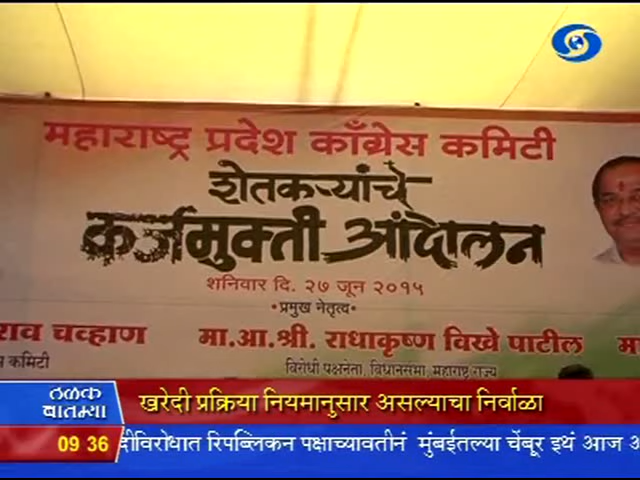 महाराष्ट्र प्रदेश काँग्रेस कमिटी
शेतकऱ्यांचे
कर्जमुक्ती आंदोलन
शनिवार दि. २७ जून २०१५
•प्रमुख नेतृत्व•
राव चव्हाण मा.आ.श्री. राधाकृष्ण विखे पाटील
कमिटी विरोधी पक्षनेता, विधानसभा, महाराष्ट्र राज्य
ठळक बातम्या
खरेदी प्रक्रिया नियमानुसार असल्याचा निर्वाळा
09 36
दीविरोधात रिपब्लिकन पक्षाच्यावतीनं मुंबईतल्या चेंबूर इथं आज